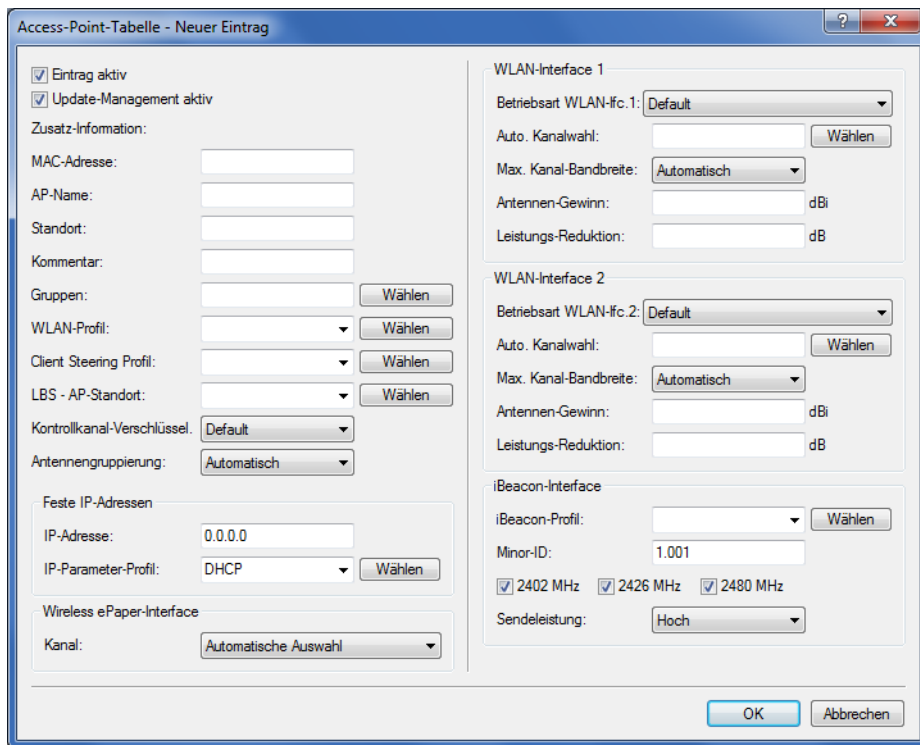 Access-Point-Tabelle - Neuer Eintrag
Eintrag aktiv
Update-Management aktiv
Zusatz-Information:
MAC-Adresse:
AP-Name:
Standort:
Kommentar:
Gruppen: Wählen
WLAN-Profil: Wählen
Client Steering Profil: Wählen
LBS - AP-Standort: Wählen
Kontrollkanal-Verschlüssel. Default
Antennengruppierung: Automatisch
Feste IP-Adressen
IP-Adresse: 0.0.0.0
IP-Parameter-Profil: DHCP Wählen
Wireless ePaper-Interface
Kanal: Automatische Auswahl
WLAN-Interface 1
Betriebsart WLAN-Ifc.1: Default
Auto. Kanalwahl: Wählen
Max. Kanal-Bandbreite: Automatisch
Antennen-Gewinn: dBi
Leistungs-Reduktion: dB
WLAN-Interface 2
Betriebsart WLAN-Ifc.2: Default
Auto. Kanalwahl: Wählen
Max. Kanal-Bandbreite: Automatisch
Antennen-Gewinn: dBi
Leistungs-Reduktion: dB
iBeacon-Interface
iBeacon-Profil: Wählen
Minor-ID: 1.001
2402 MHz 2426 MHz 2480 MHz
Sendeleistung: Hoch
OK Abbrechen